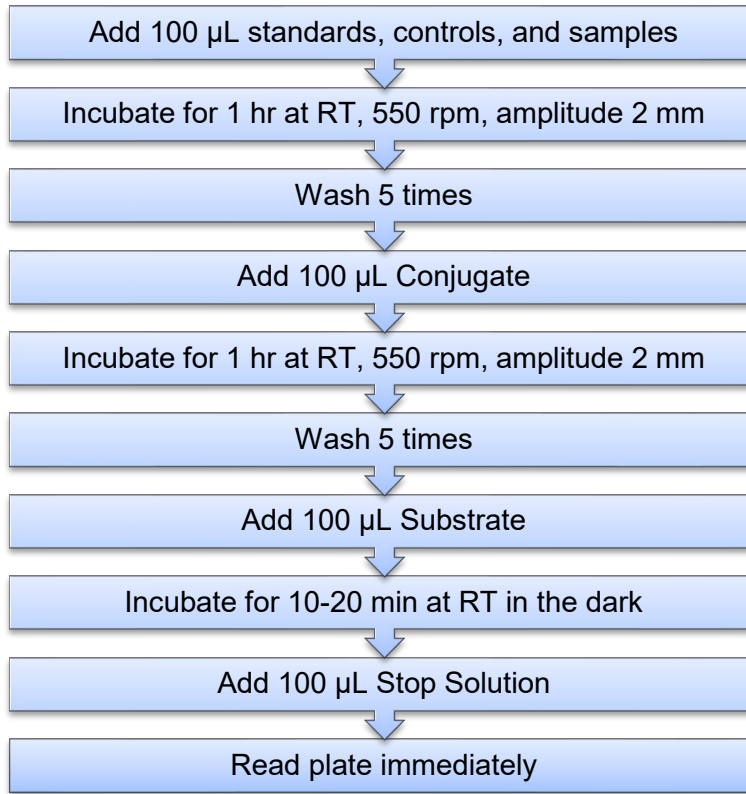 Add 100 µL standards, controls, and samples
Incubate for 1 hr at RT, 550 rpm, amplitude 2 mm
Wash 5 times
Add 100 µL Conjugate
Incubate for 1 hr at RT, 550 rpm, amplitude 2 mm
Wash 5 times
Add 100 µL Substrate
Incubate for 10-20 min at RT in the dark
Add 100 µL Stop Solution
Read plate immediately